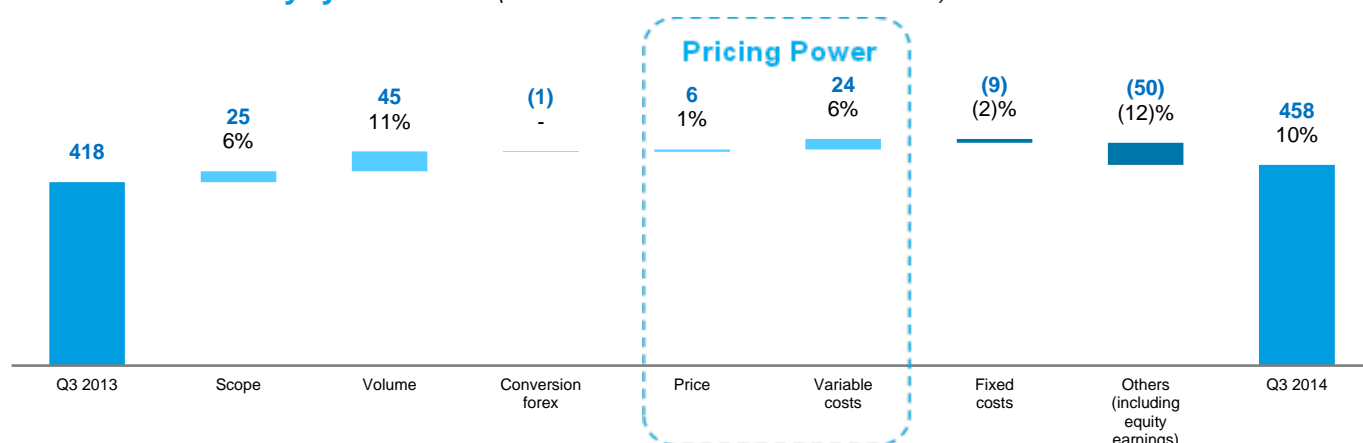 Pricing Power
418
25
6%
45
11%
(1)
-
6
1%
24
6%
(9)
(2)%
(50)
(12)%
458
10%
Q3 2013
Scope
Volume
Conversion
forex
Price
Variable
costs
Fixed
costs
Others
(including
equity
earnings)
Q3 2014